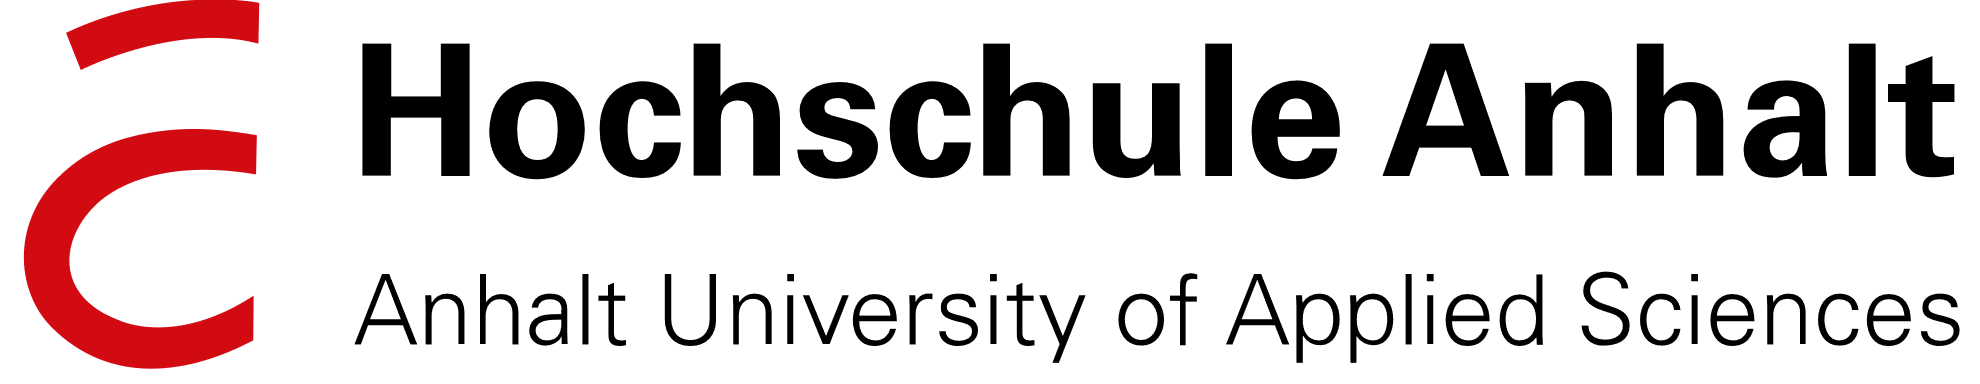 Hochschule Anhalt
Anhalt University of Applied Sciences